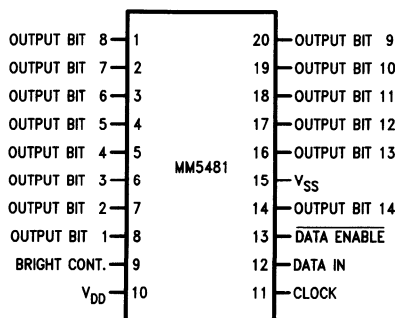 OUTPUT BIT 8 1 20 OUTPUT BIT 9
OUTPUT BIT 7 2 19 OUTPUT BIT 10
OUTPUT BIT 6 3 18 OUTPUT BIT 11
OUTPUT BIT 5 4 17 OUTPUT BIT 12
OUTPUT BIT 4 5 16 OUTPUT BIT 13
MM5481
OUTPUT BIT 3 6 15 VSS
OUTPUT BIT 2 7 14 OUTPUT BIT 14
OUTPUT BIT 1 8 13 DATA ENABLE
BRIGHT CONT. 9 12 DATA IN
VDD 10 11 CLOCK